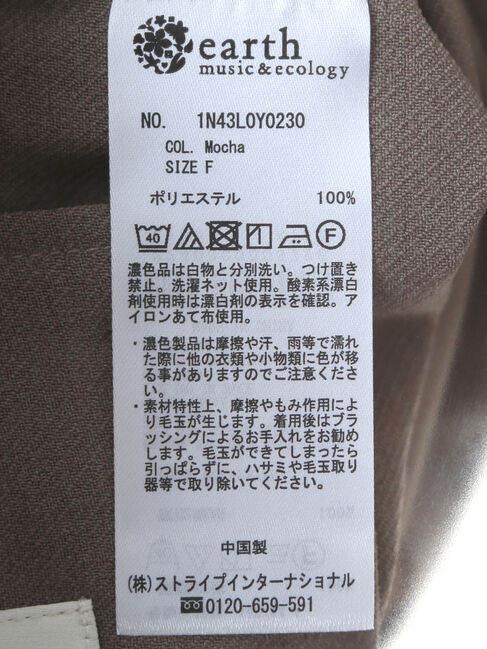 earth
music&ecology
NO. 1N43L0Y0230
COL. Mocha
SIZE F
ポリエステル 100%
40 F
濃色品は白物と分別洗い。つけ置き
禁止。洗濯ネット使用。酸素系漂白
剤使用時は漂白剤の表示を確認。ア
イロンあて布使用。
・濃色製品は摩擦や汗、雨等で濡れ
た際に他の衣類や小物類に色が移
る事がありますのでご注意くださ
い。
・素材特性上、摩擦やもみ作用によ
り毛玉が生じます。着用後はブラ
ッシングによるお手入れをお勧め
します。毛玉ができてしまったら
引っぱらずに、ハサミや毛玉取り
器等で取り除いてください。
中国製
(株)ストライプインターナショナル
0120-659-591